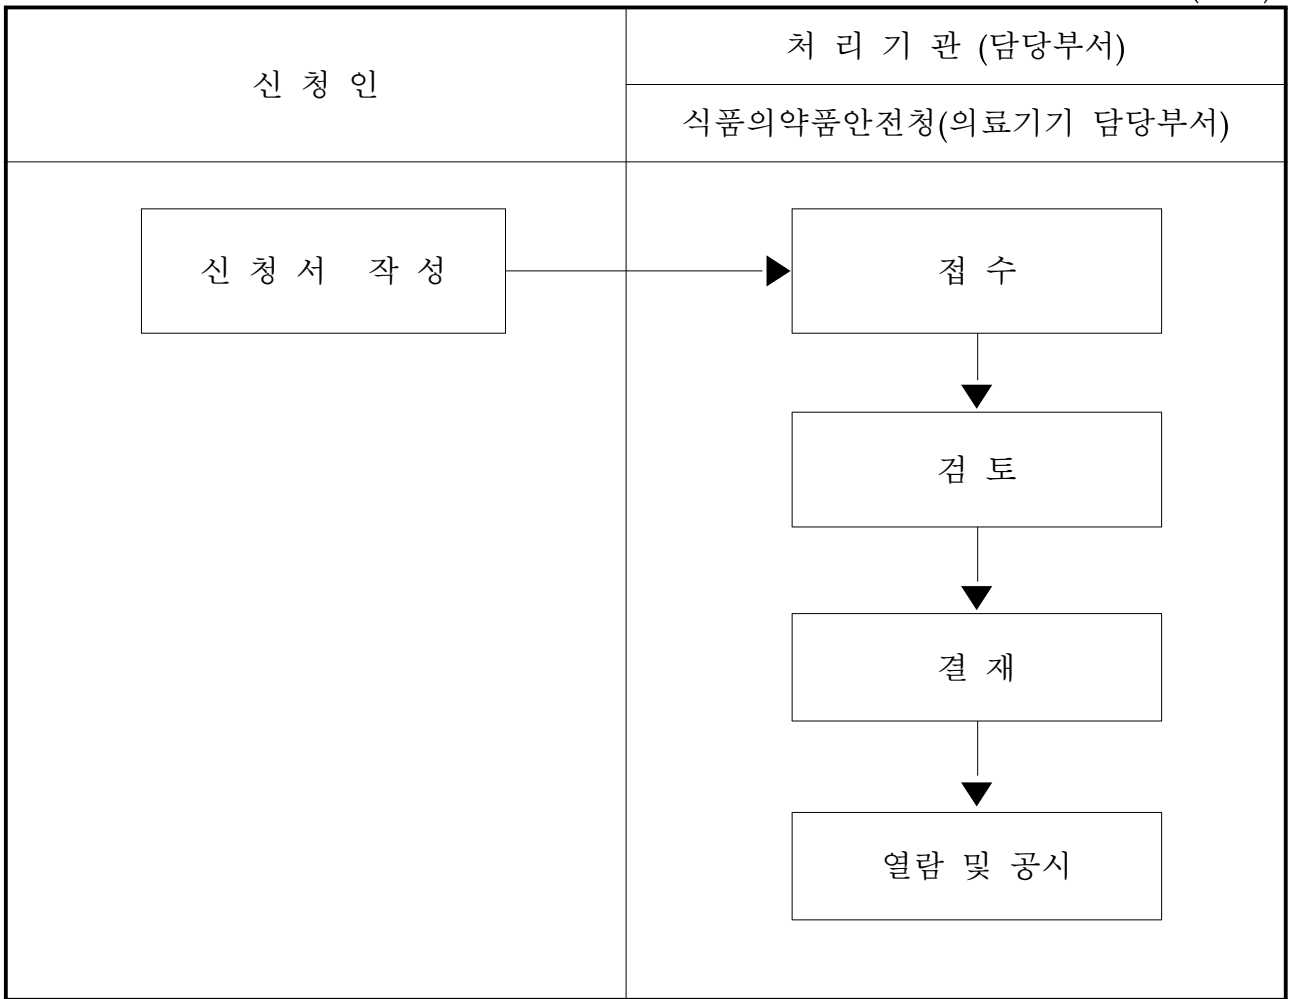 신 청 인
처 리 기 관 (담당부서)
식품의약품안전청(의료기기 담당부서)
신 청 서 작 성
접 수
검 토
결 재
열람 및 공시